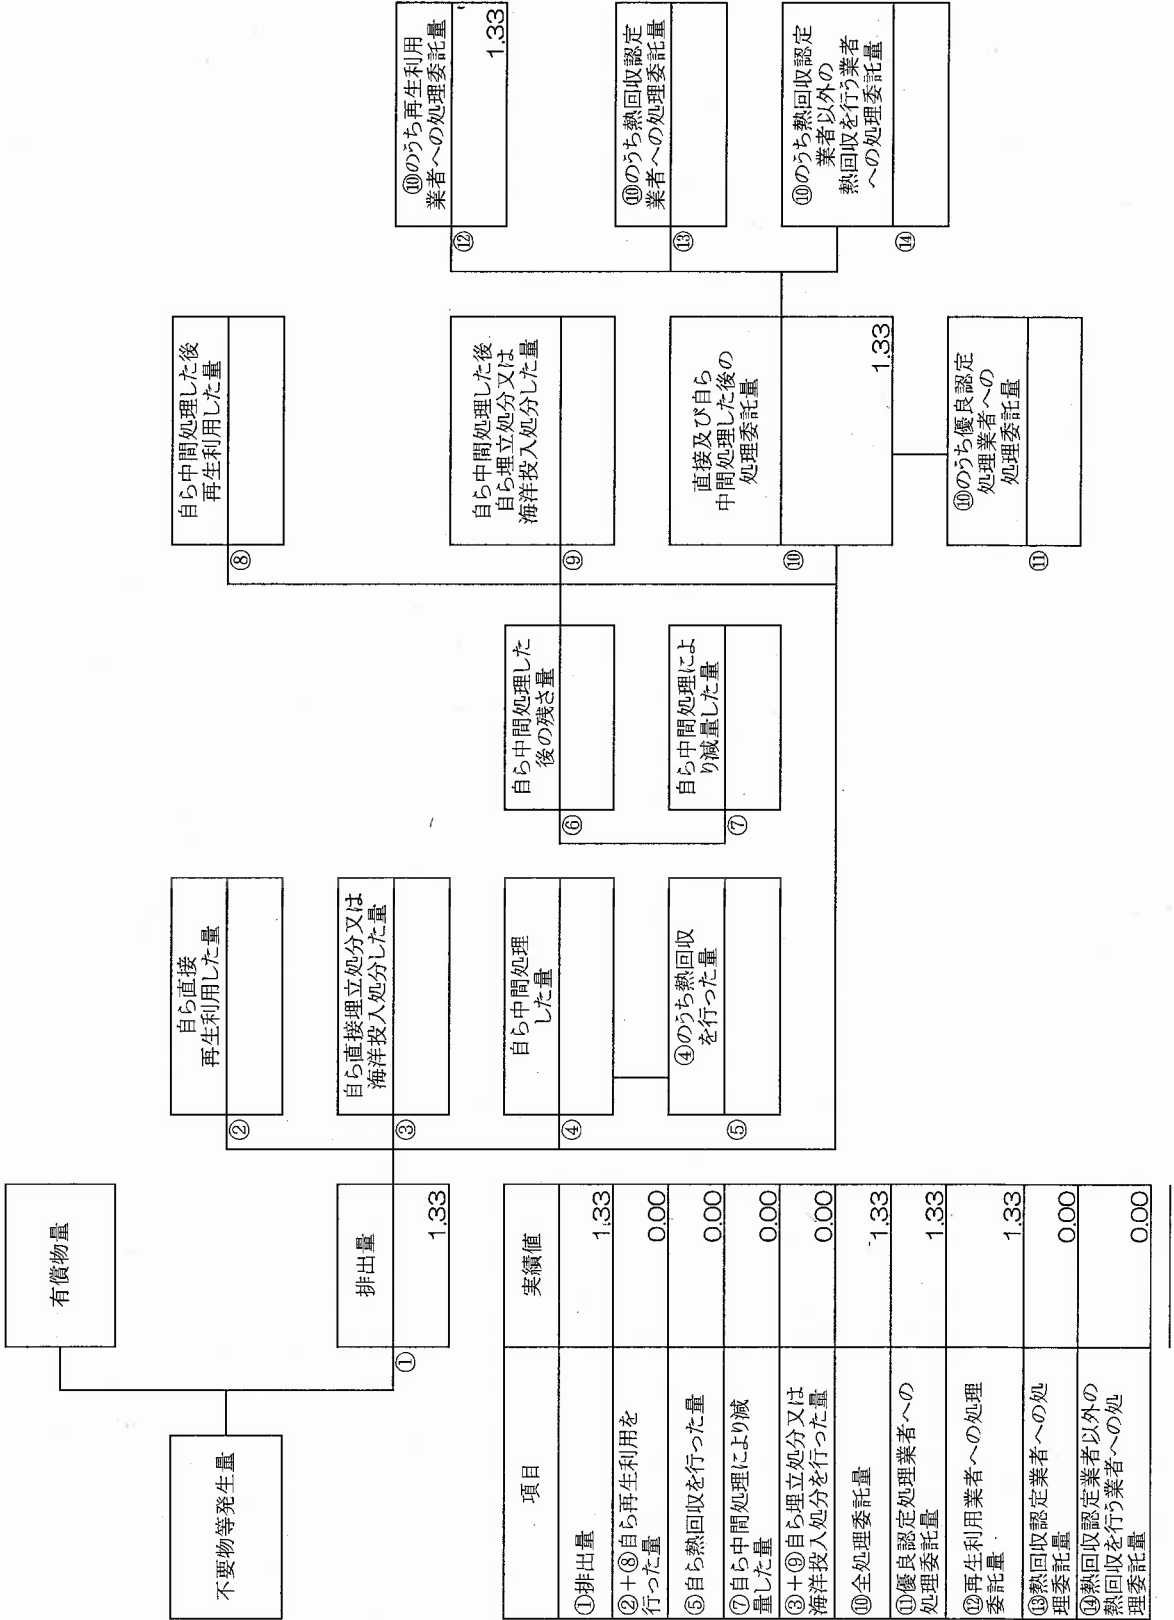 不要物等発生量
有償物量
①
排出量
1.33
②
自ら直接
再生利用した量
③
自ら直接埋立処分又は
海洋投入処分した量
④
自ら中間処理
した量
⑤
④のうち熱回収
を行った量
⑥
自ら中間処理した
後の残さ量
⑦
自ら中間処理によ
り減量した量
⑧
自ら中間処理した後
再生利用した量
⑨
自ら中間処理した後
自ら埋立処分又は
海洋投入処分した量
⑩
直接及び自ら
中間処理した後の
処理委託量
1.33
⑪
⑩のうち優良認定
処理業者への
処理委託量
⑫
⑩のうち再生利用
業者への処理委託量
1.33
⑬
⑩のうち熱回収認定
業者への処理委託量
⑭
⑩のうち熱回収認定
業者以外の
熱回収を行う業者
への処理委託量
項目 実績値
①排出量 1.33
②+⑧自ら再生利用を
行った量 0.00
⑤自ら熱回収を行った量 0.00
⑦自ら中間処理により減
量した量 0.00
③+⑨自ら埋立処分又は
海洋投入処分を行った量 0.00
⑩全処理委託量 1.33
⑪優良認定処理業者への
処理委託量 1.33
⑫再生利用業者への処理
委託量 1.33
⑬熱回収認定業者への処
理委託量 0.00
⑭熱回収認定業者以外の
熱回収を行う業者への処
理委託量 0.00